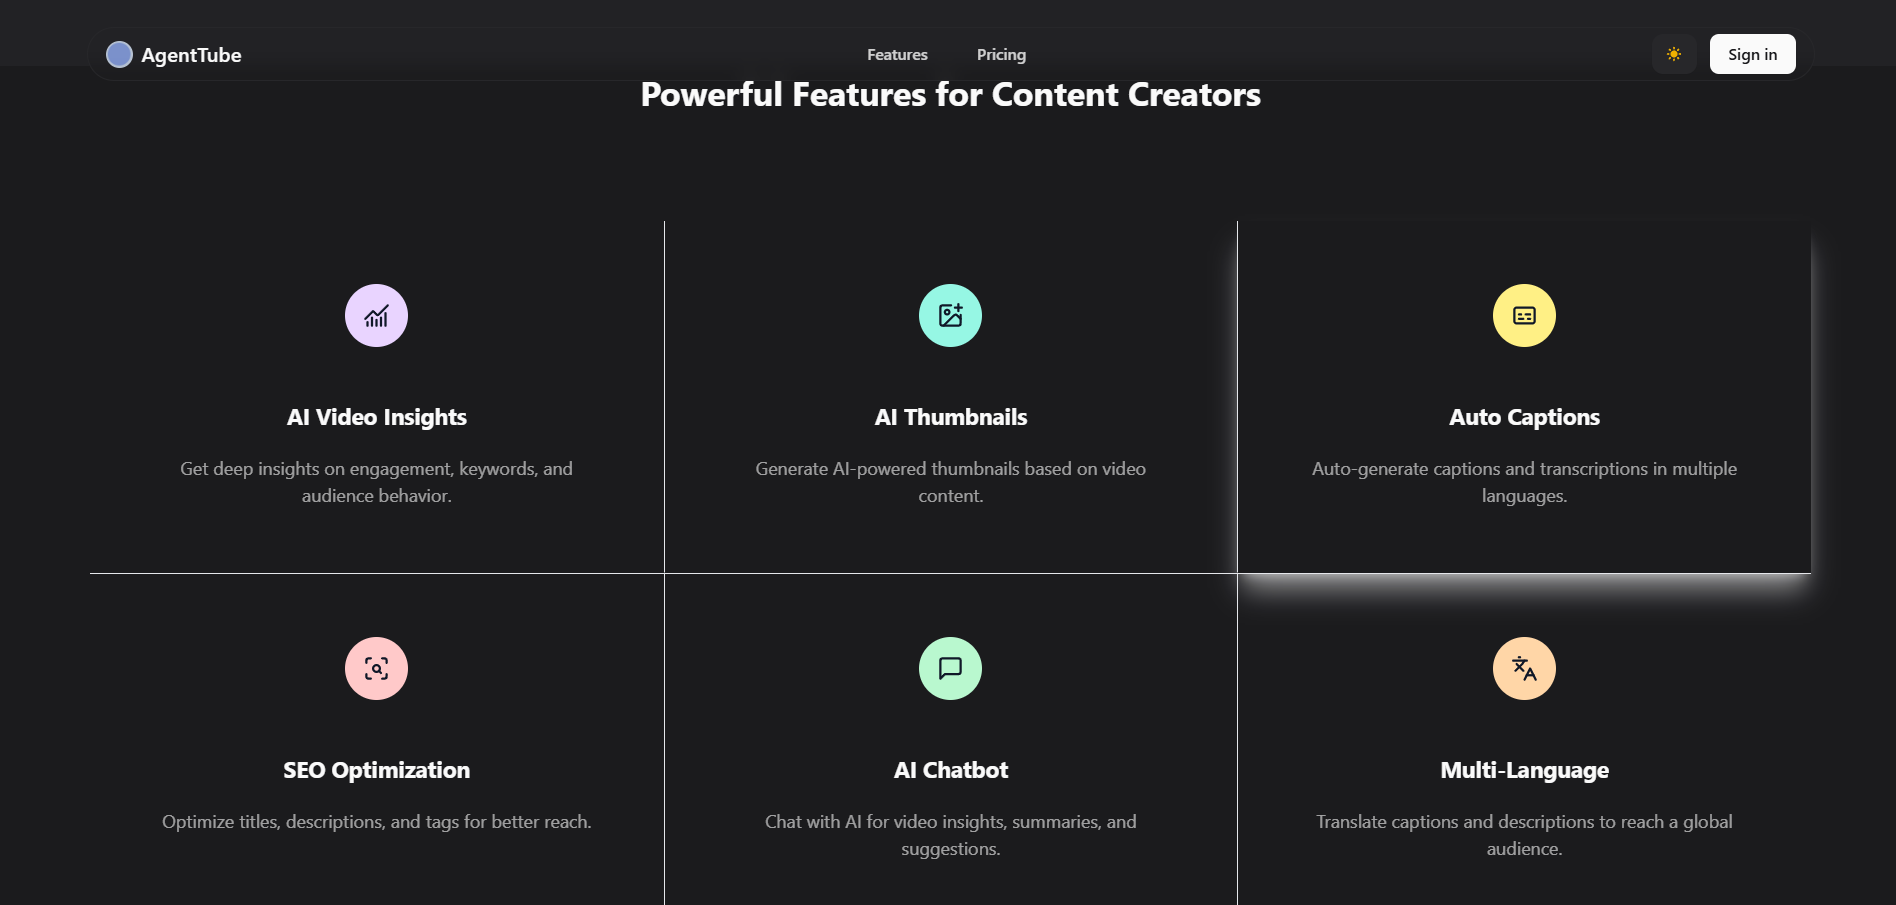 AgentTube
Features
Pricing
Sign in
Powerful Features for Content Creators
AI Video Insights
Get deep insights on engagement, keywords, and
audience behavior.
AI Thumbnails
Generate AI-powered thumbnails based on video
content.
Auto Captions
Auto-generate captions and transcriptions in multiple
languages.
SEO Optimization
Optimize titles, descriptions, and tags for better reach.
AI Chatbot
Chat with AI for video insights, summaries, and
suggestions.
Multi-Language
Translate captions and descriptions to reach a global
audience.